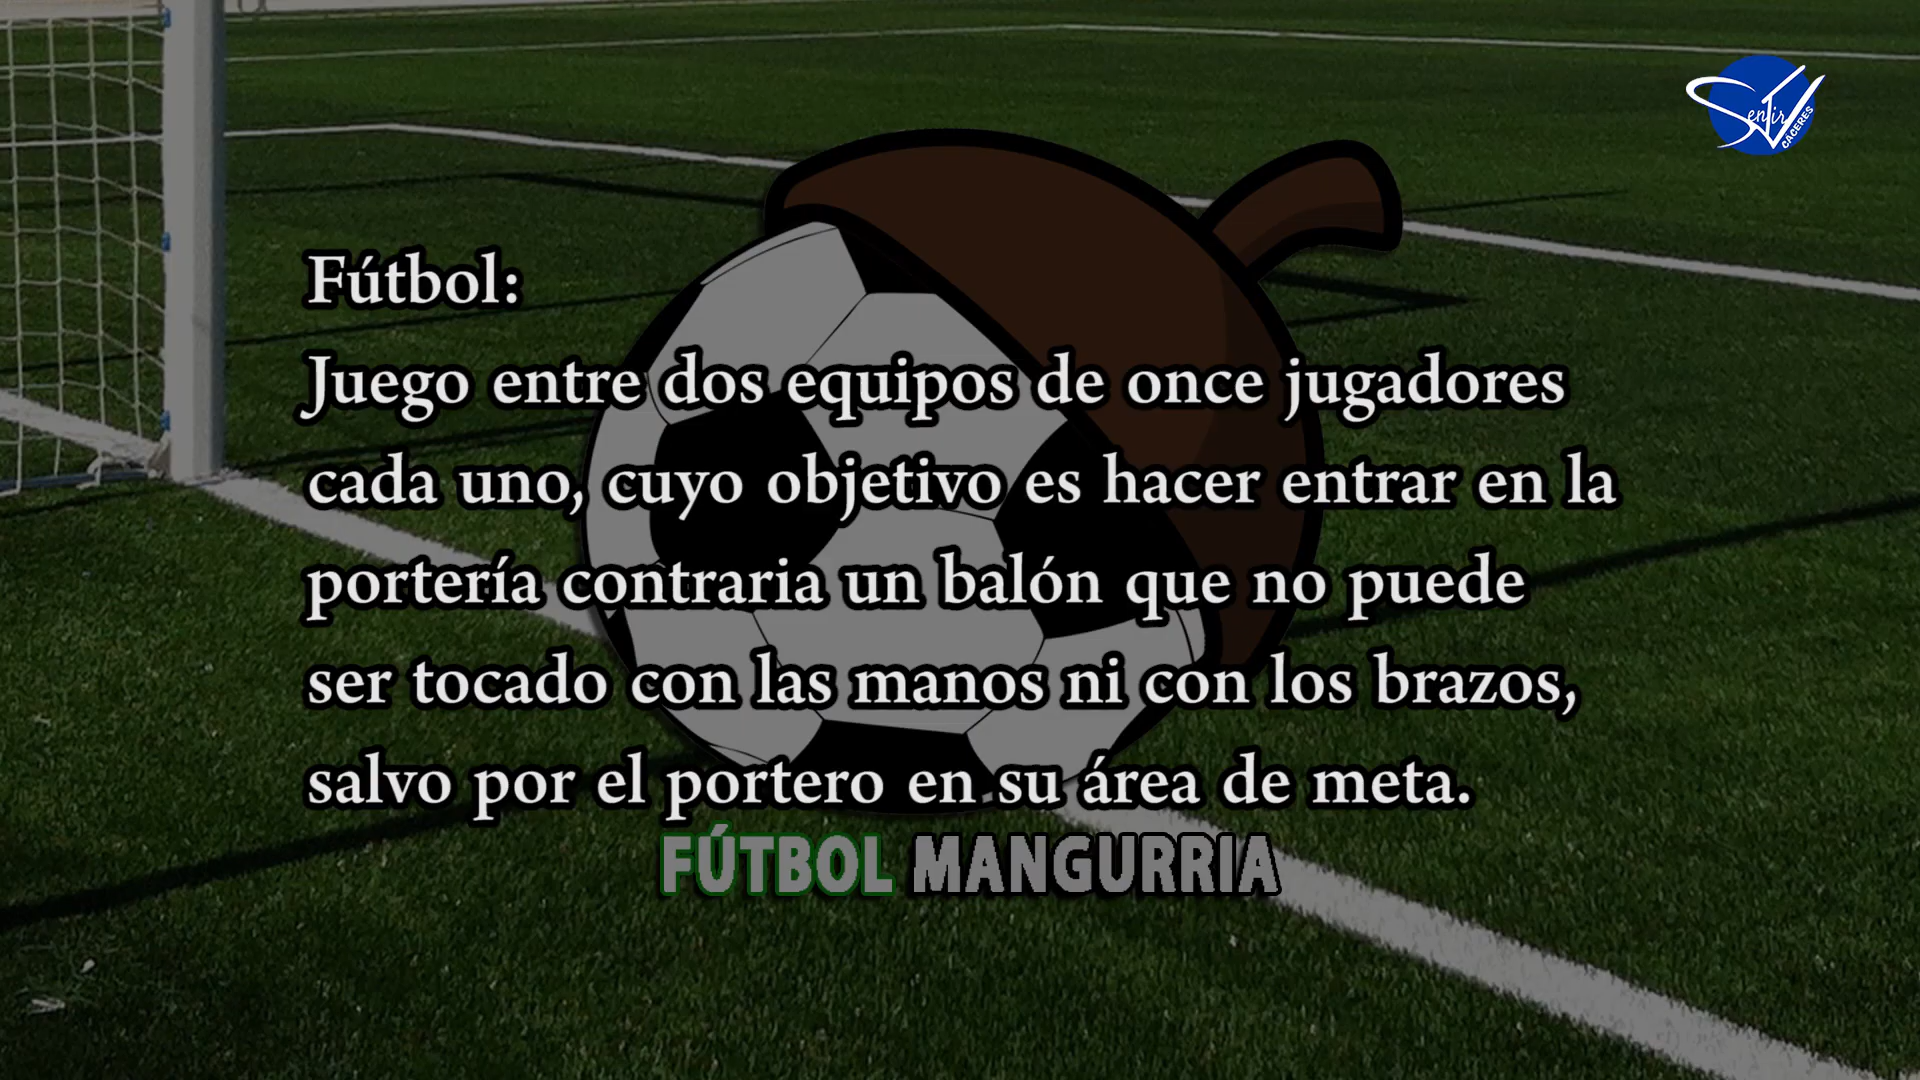 Sentir
CÁCERES
Fútbol:
Juego entre dos equipos de once jugadores
cada uno, cuyo objetivo es hacer entrar en la
portería contraria un balón que no puede
ser tocado con las manos ni con los brazos,
salvo por el portero en su área de meta.
FÚTBOL MANGURRIA